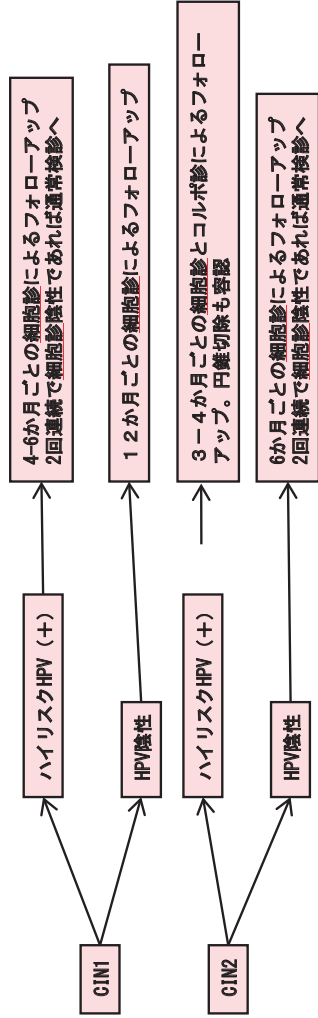 CIN1
ハイリスクHPV（＋）
4-6か月ごとの細胞診によるフォローアップ
2回連続で細胞診陰性であれば通常検診へ
HPV陰性
１２か月ごとの細胞診によるフォローアップ
CIN2
ハイリスクHPV（＋）
３－４か月ごとの細胞診とコルポ診によるフォロー
アップ。円錐切除も容認
HPV陰性
6か月ごとの細胞診によるフォローアップ
2回連続で細胞診陰性であれば通常検診へ